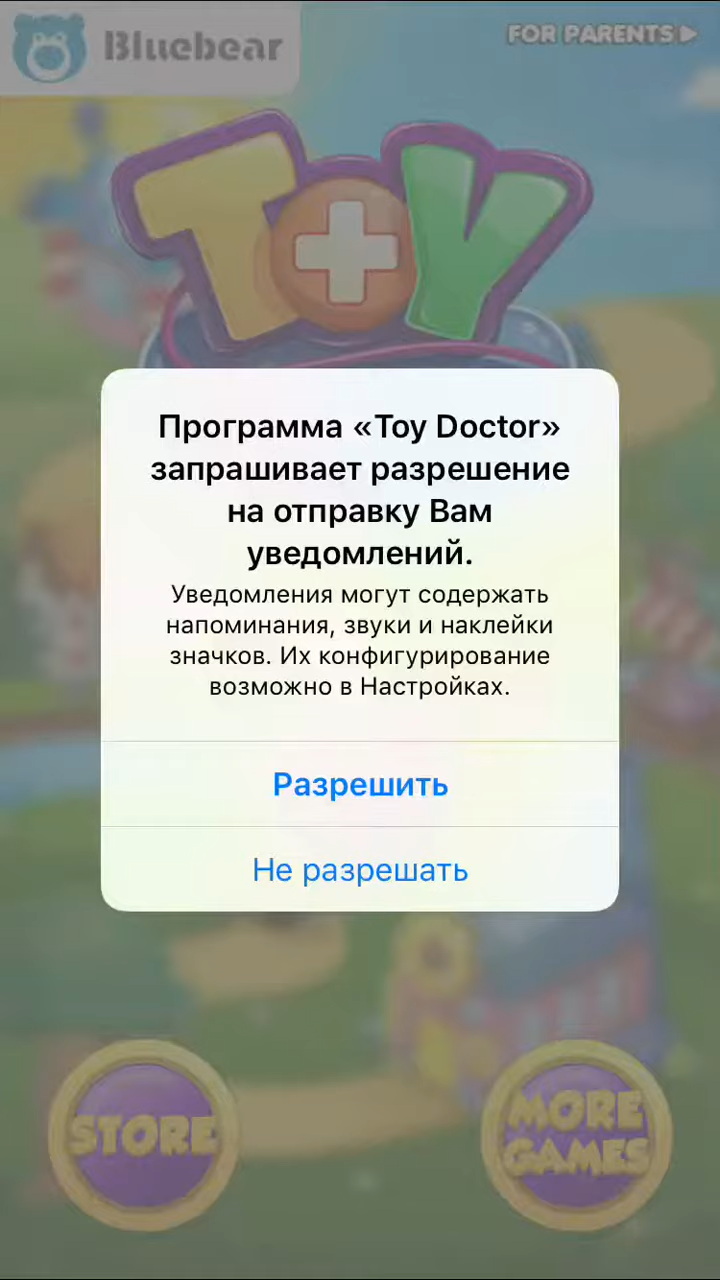 Bluebear
FOR PARENTS
TOY
Программа «Toy Doctor»
запрашивает разрешение
на отправку Вам
уведомлений.
Уведомления могут содержать
напоминания, звуки и наклейки
значков. Их конфигурирование
возможно в Настройках.
Разрешить
Не разрешать
STORE
MORE
GAMES